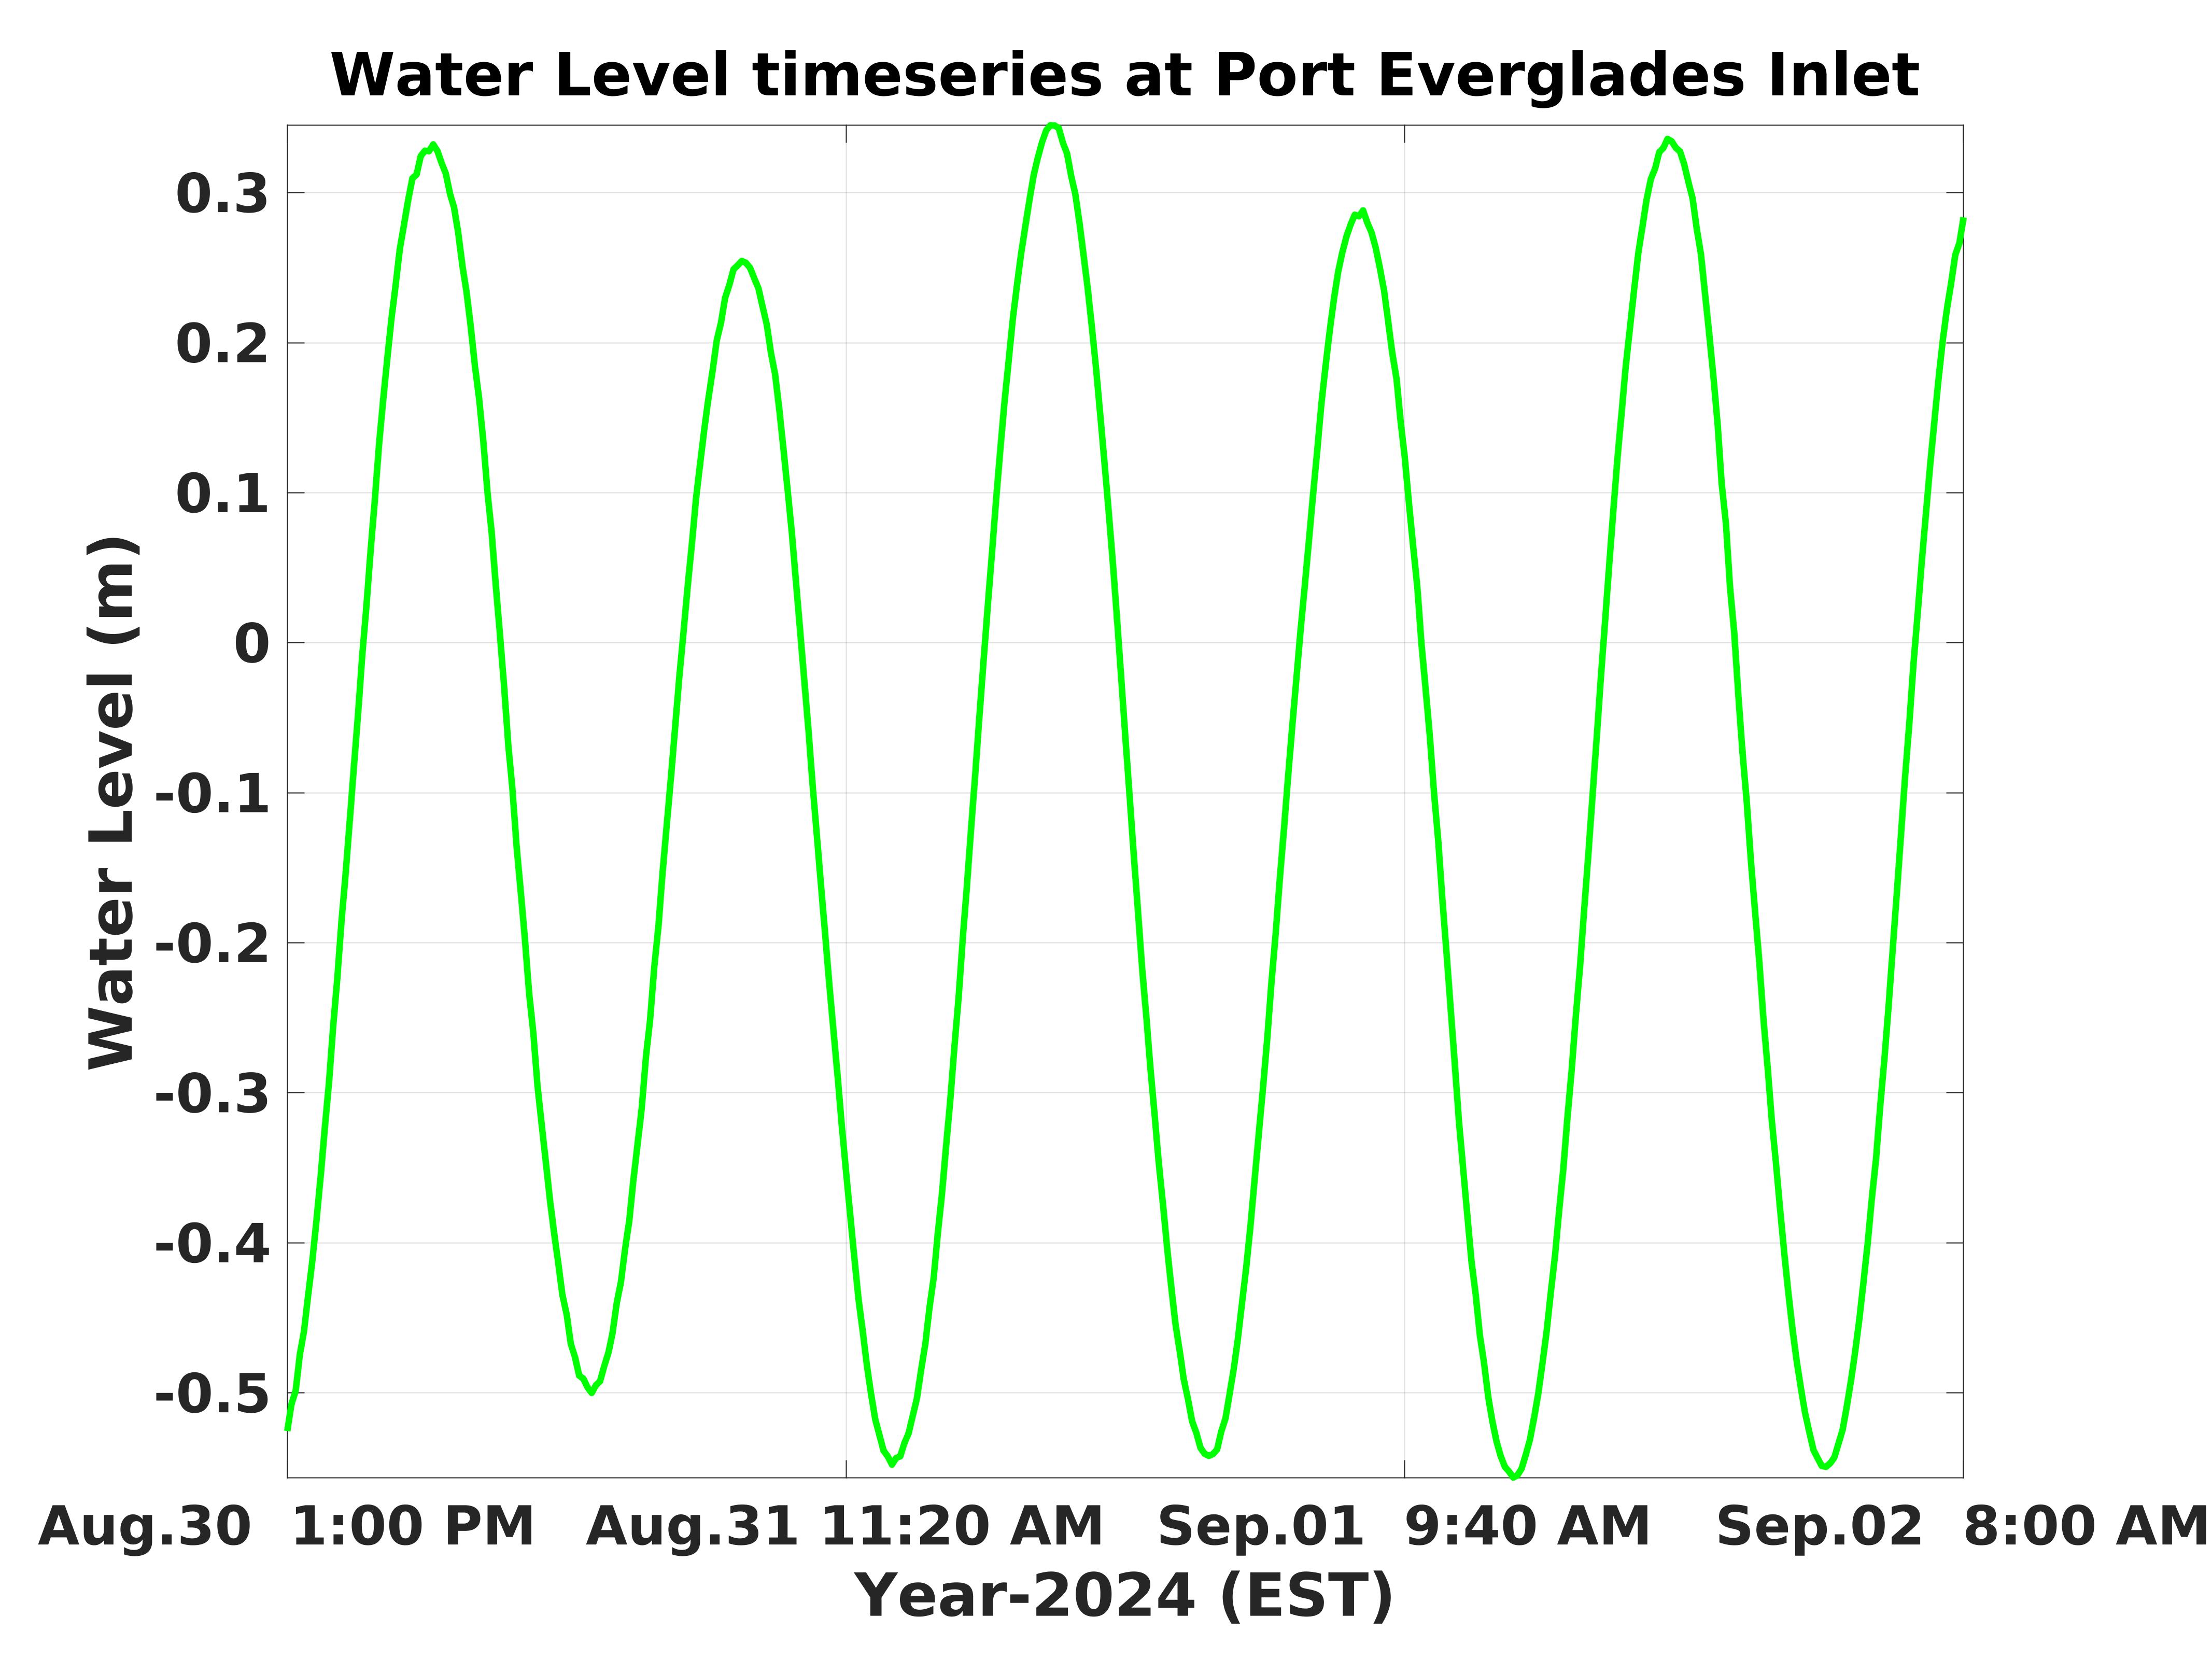 Water Level timeseries at Port Everglades Inlet
0.3
0.2
0.1
0
-0.1
-0.2
-0.3
-0.4
-0.5
Water Level (m)
Aug.30 1:00 PM Aug.31 11:20 AM Sep.01 9:40 AM Sep.02 8:00 AM
Year-2024 (EST)